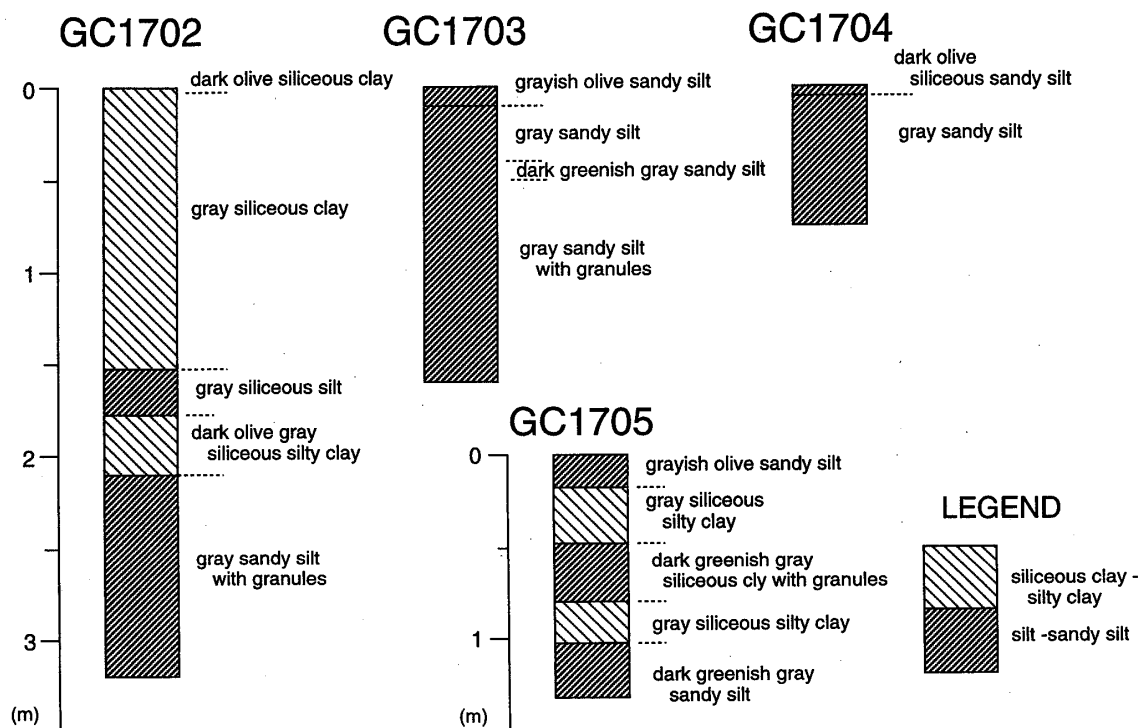 GC1702
GC1703
GC1704
0
1
2
3
(m)
dark olive siliceous clay
gray siliceous clay
gray siliceous silt
dark olive gray
siliceous silty clay
gray sandy silt
with granules
grayish olive sandy silt
gray sandy silt
dark greenish gray sandy silt
gray sandy silt
with granules
dark olive
siliceous sandy silt
gray sandy silt
GC1705
0
1
(m)
grayish olive sandy silt
gray siliceous
silty clay
dark greenish gray
siliceous cly with granules
gray siliceous silty clay
dark greenish gray
sandy silt
LEGEND
siliceous clay -
silty clay
silt -sandy silt